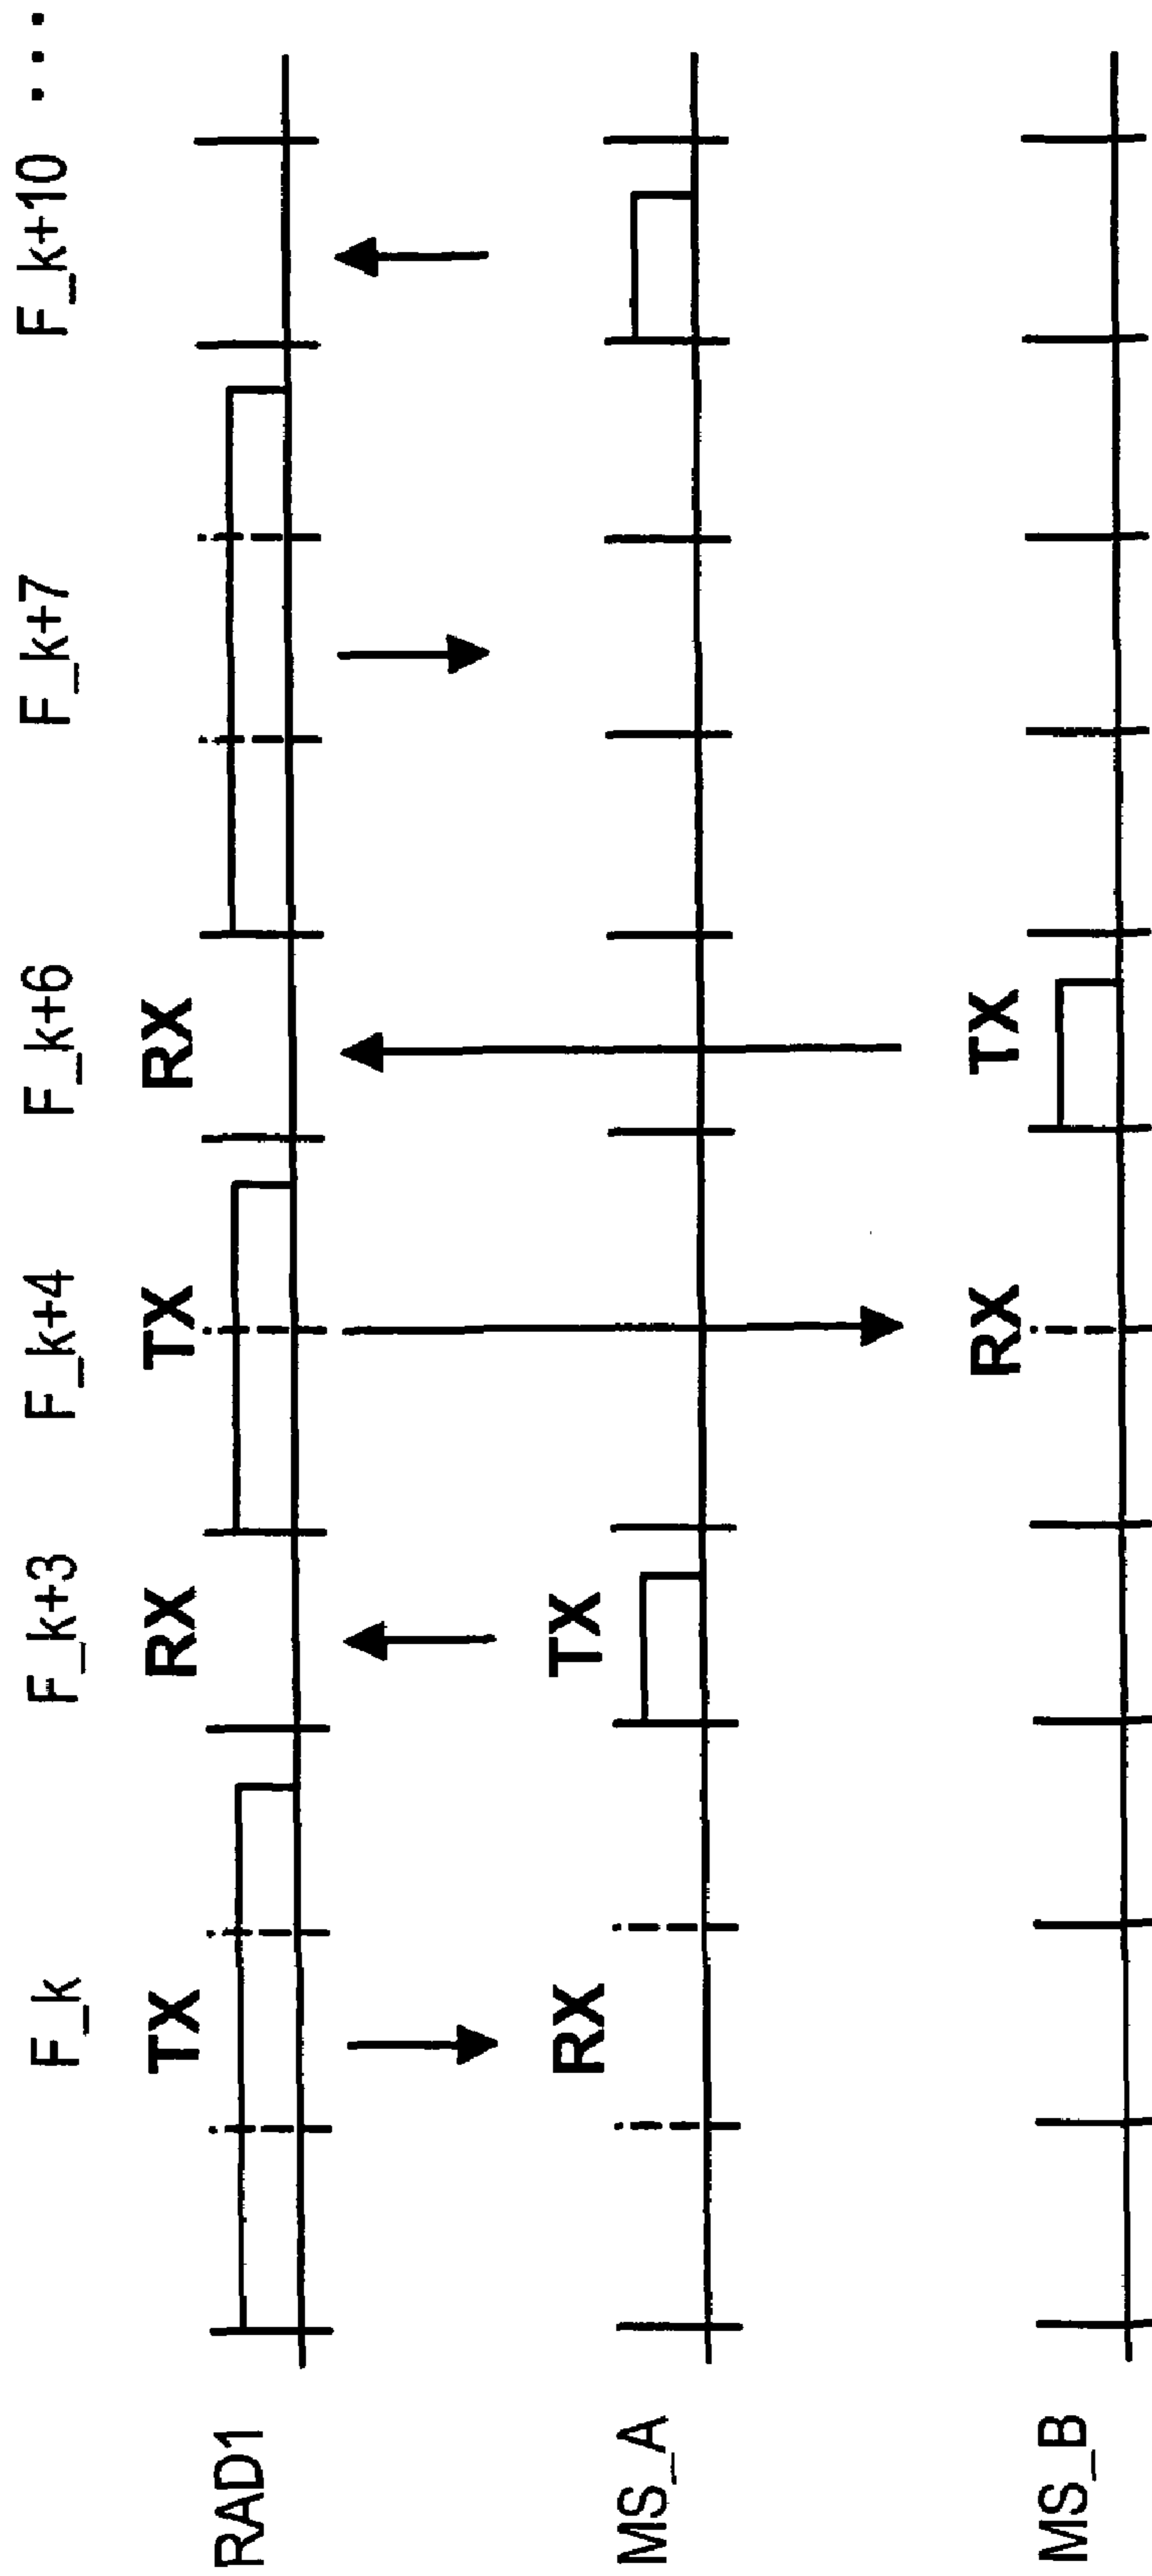 F_k F_k+3 F_k+4 F_k+6 F_k+7 F_k+10 ...
RAD1 TX RX TX RX
MS_A RX TX
MS_B RX TX